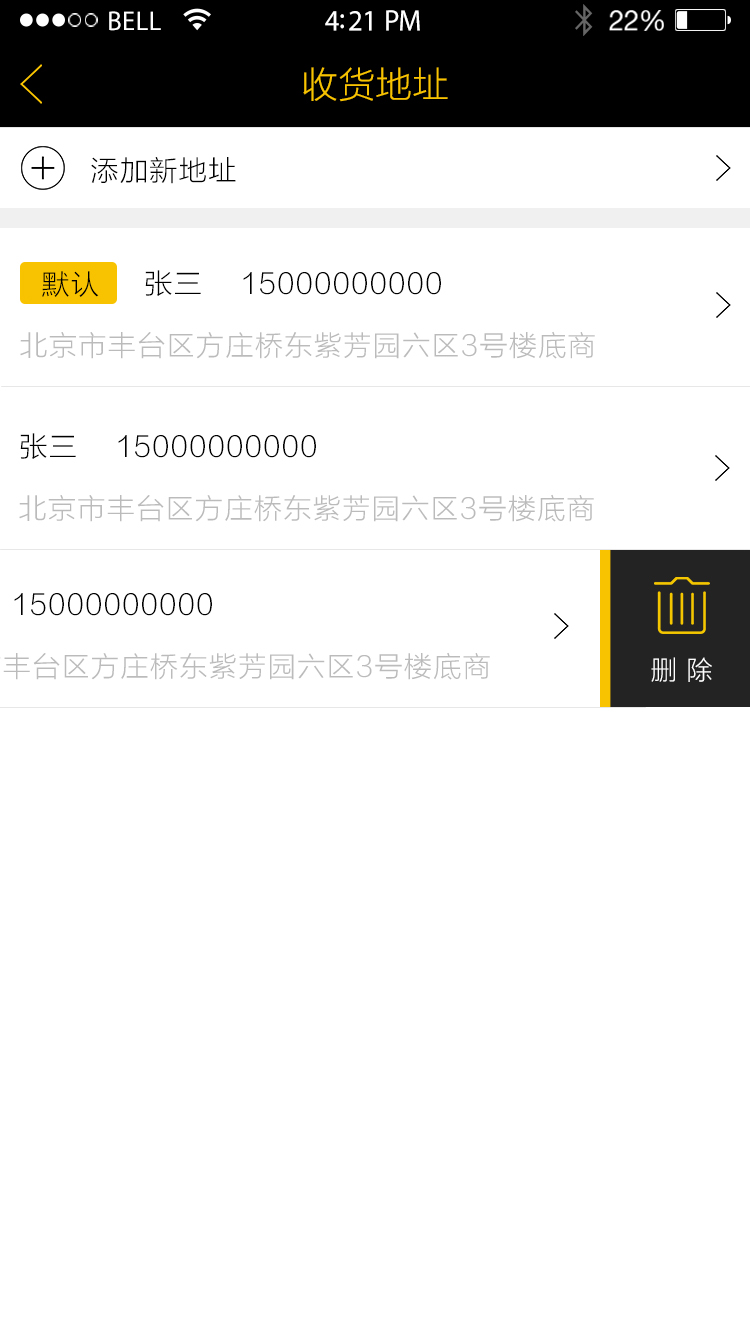 BELL 4:21 PM 22%
收货地址
添加新地址
默认 张三 15000000000
北京市丰台区方庄桥东紫芳园六区3号楼底商
张三 15000000000
北京市丰台区方庄桥东紫芳园六区3号楼底商
15000000000
丰台区方庄桥东紫芳园六区3号楼底商
删 除